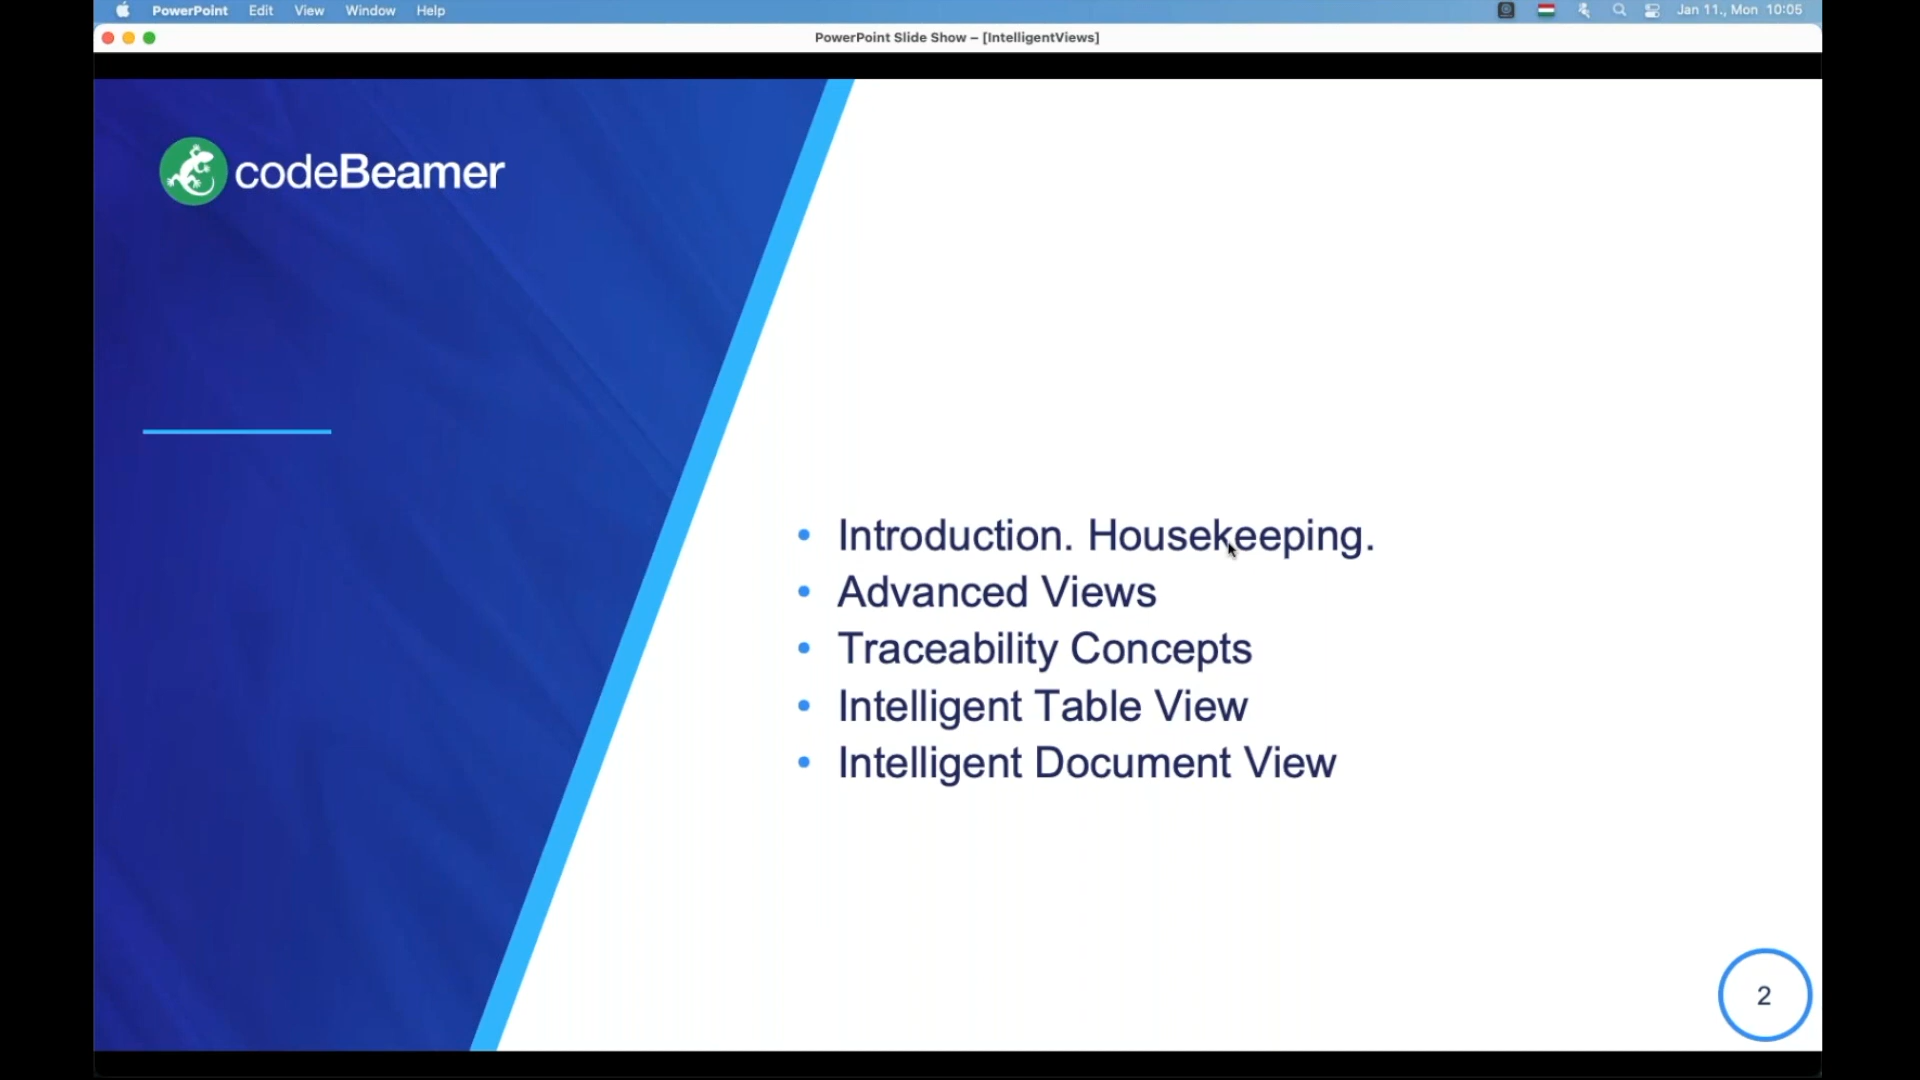 PowerPoint Edit View Window Help Jan 11., Mon 10:05
PowerPoint Slide Show – [IntelligentViews]
codeBeamer
• Introduction. Housekeeping.
• Advanced Views
• Traceability Concepts
• Intelligent Table View
• Intelligent Document View
2